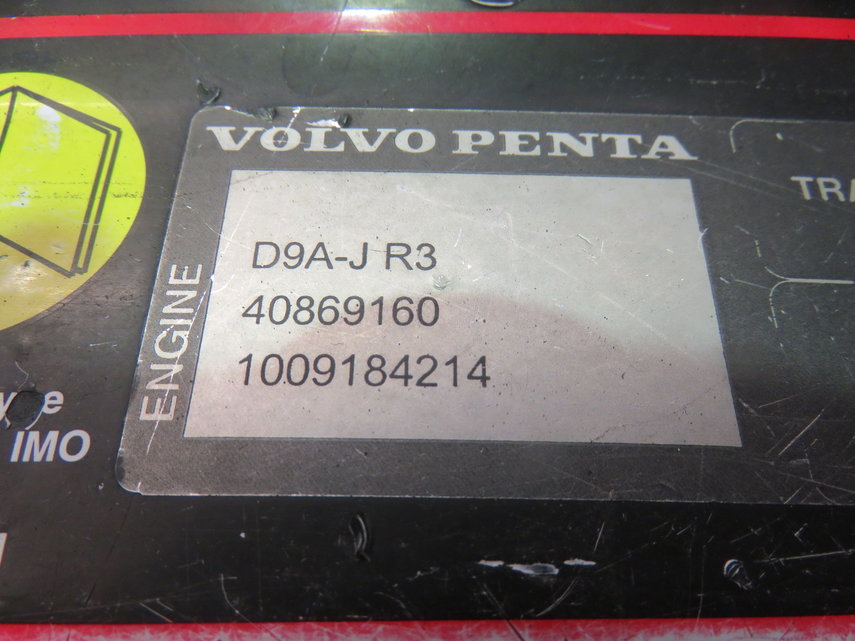 VOLVO PENTA
TRA
ENGINE
D9A-J R3
40869160
1009184214
IMO